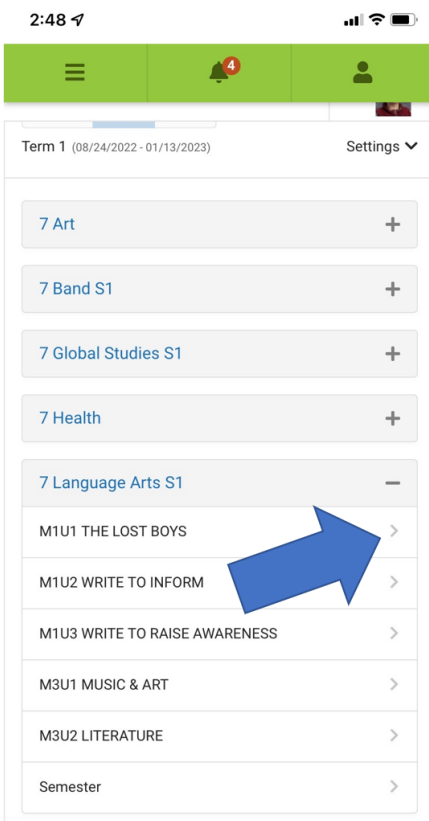 2:48
4
Term 1 (08/24/2022 - 01/13/2023) Settings
7 Art
7 Band S1
7 Global Studies S1
7 Health
7 Language Arts S1
M1U1 THE LOST BOYS
M1U2 WRITE TO INFORM
M1U3 WRITE TO RAISE AWARENESS
M3U1 MUSIC & ART
M3U2 LITERATURE
Semester